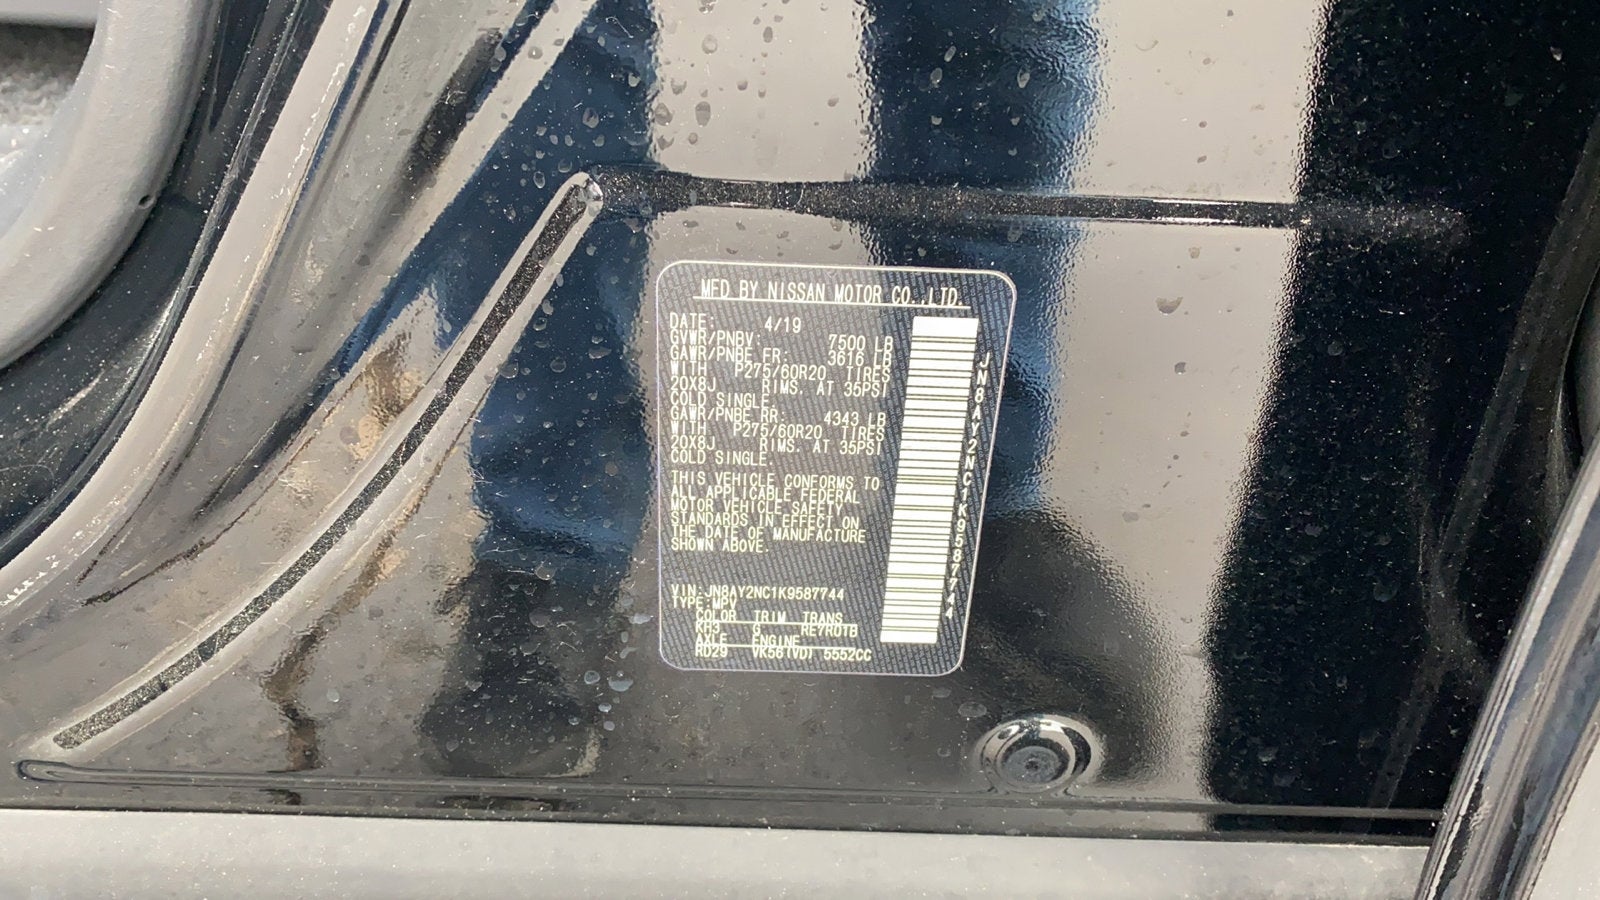 MFD BY NISSAN MOTOR CO.,LTD.
DATE: 4/19
GVWR/PNBV: 7500 LB
GAWR/PNBE FR: 3616 LB
WITH P275/60R20 TIRES
20X8J RIMS. AT 35PSI
COLD SINGLE.
GAWR/PNBE RR: 4343 LB
WITH P275/60R20 TIRES
20X8J RIMS. AT 35PSI
COLD SINGLE.
THIS VEHICLE CONFORMS TO
ALL APPLICABLE FEDERAL
MOTOR VEHICLE SAFETY
STANDARDS IN EFFECT ON
THE DATE OF MANUFACTURE
SHOWN ABOVE.
VIN:JN8AY2NC1K9587744
TYPE:MPV
COLOR TRIM TRANS
KH3 G RE7R01B
AXLE ENGINE
RD29 VK56(VD) 5552CC
JN8AY2NC1K9587744